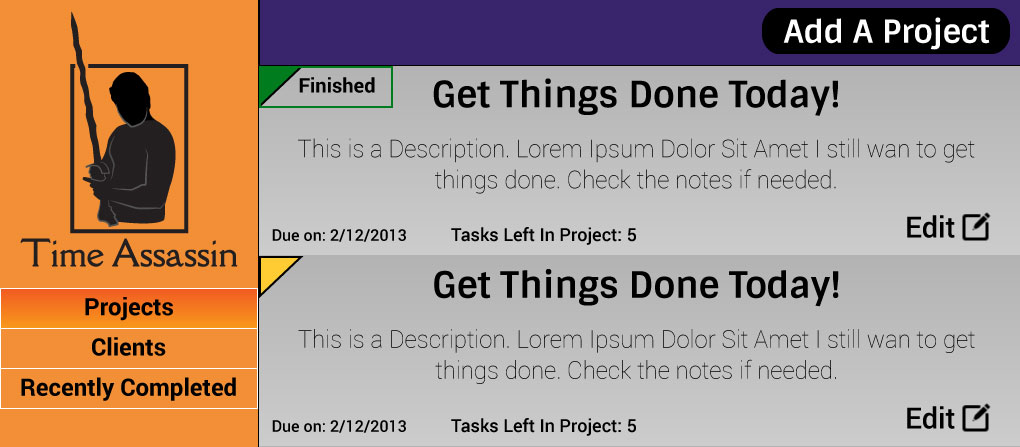 Time Assassin
Projects
Clients
Recently Completed
Add A Project
Finished
Get Things Done Today!
This is a Description. Lorem Ipsum Dolor Sit Amet I still wan to get
things done. Check the notes if needed.
Due on: 2/12/2013 Tasks Left In Project: 5 Edit
Get Things Done Today!
This is a Description. Lorem Ipsum Dolor Sit Amet I still wan to get
things done. Check the notes if needed.
Due on: 2/12/2013 Tasks Left In Project: 5 Edit